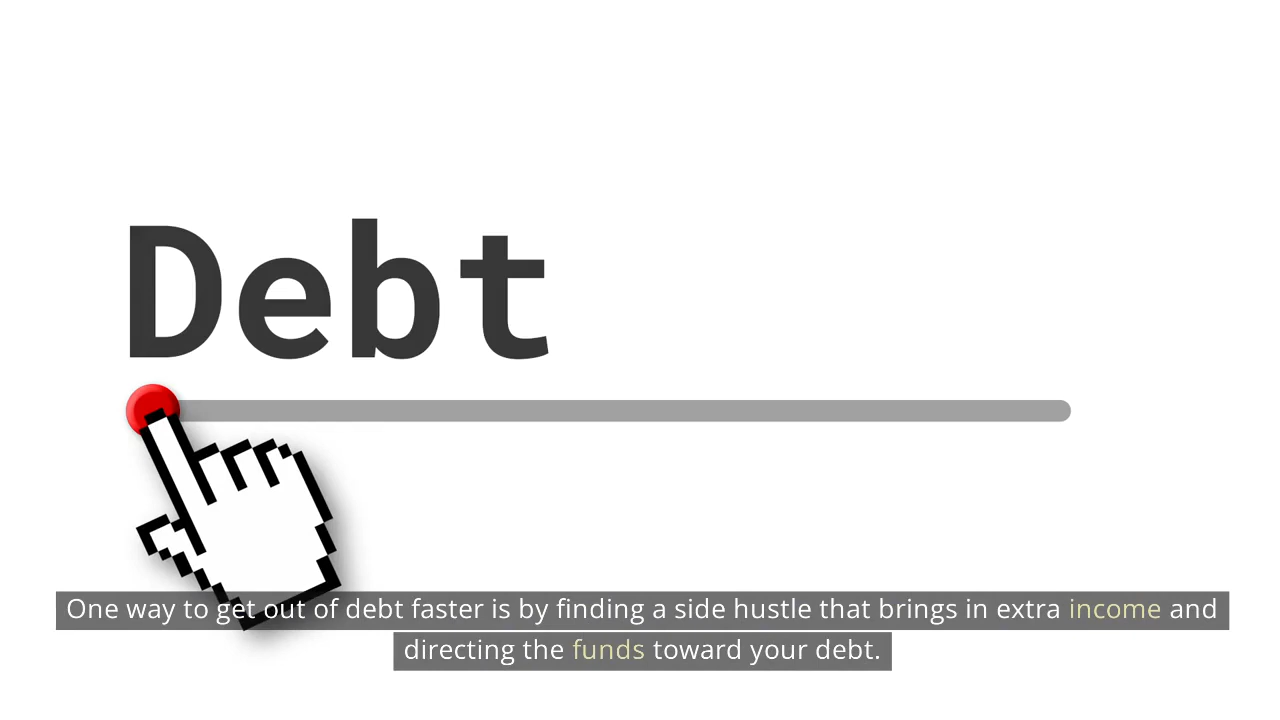 Debt
One way to get out of debt faster is by finding a side hustle that brings in extra income and
directing the funds toward your debt.